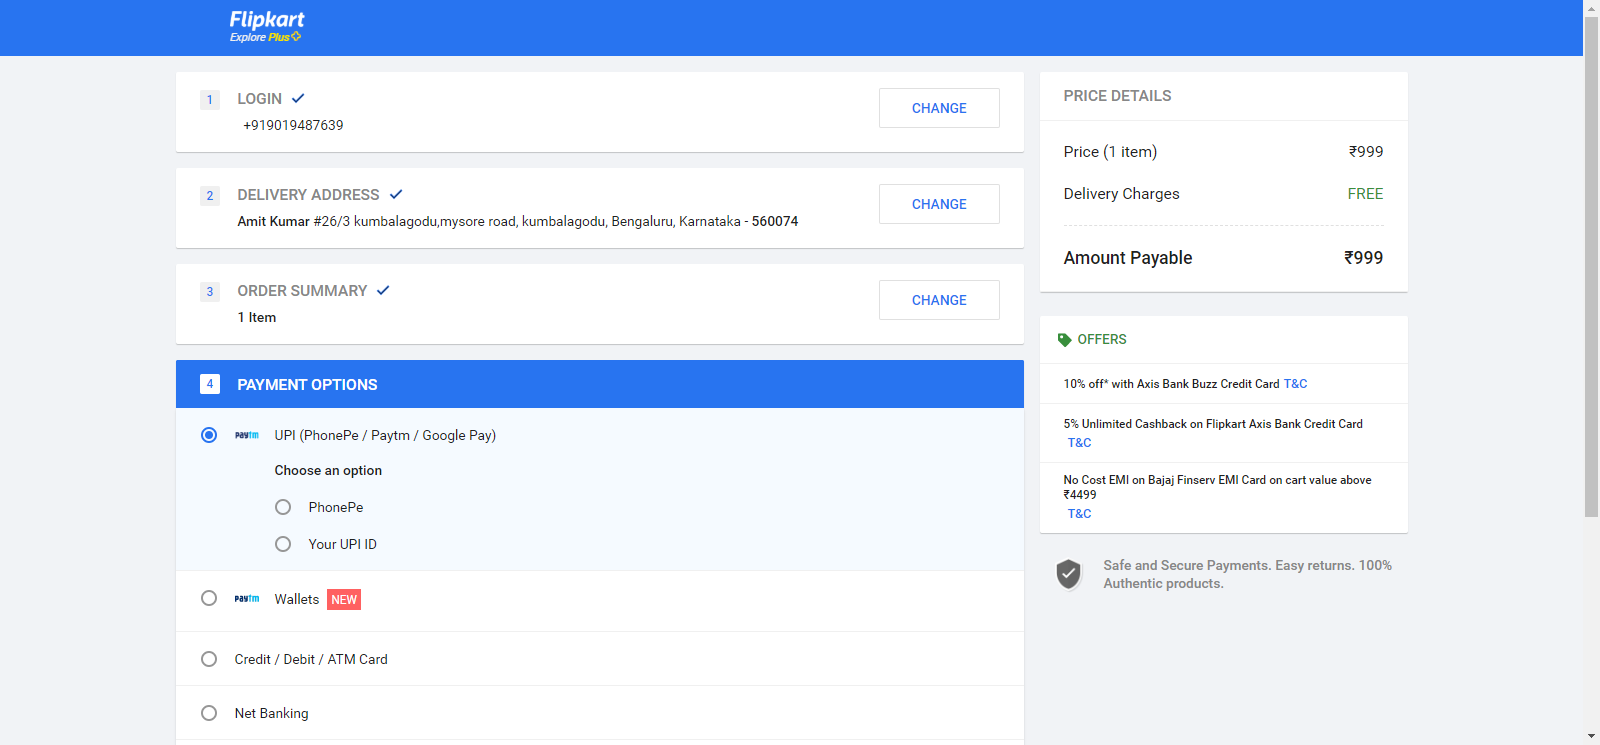 Flipkart
Explore Plus
1
LOGIN
+919019487639
CHANGE
2
DELIVERY ADDRESS
Amit Kumar #26/3 kumbalagodu,mysore road, kumbalagodu, Bengaluru, Karnataka - 560074
CHANGE
3
ORDER SUMMARY
1 Item
CHANGE
4
PAYMENT OPTIONS
paytm
UPI (PhonePe / Paytm / Google Pay)
Choose an option
PhonePe
Your UPI ID
paytm
Wallets NEW
Credit / Debit / ATM Card
Net Banking
PRICE DETAILS
Price (1 item) ₹999
Delivery Charges FREE
Amount Payable ₹999
OFFERS
10% off* with Axis Bank Buzz Credit Card T&C
5% Unlimited Cashback on Flipkart Axis Bank Credit Card
T&C
No Cost EMI on Bajaj Finserv EMI Card on cart value above
₹4499
T&C
Safe and Secure Payments. Easy returns. 100%
Authentic products.